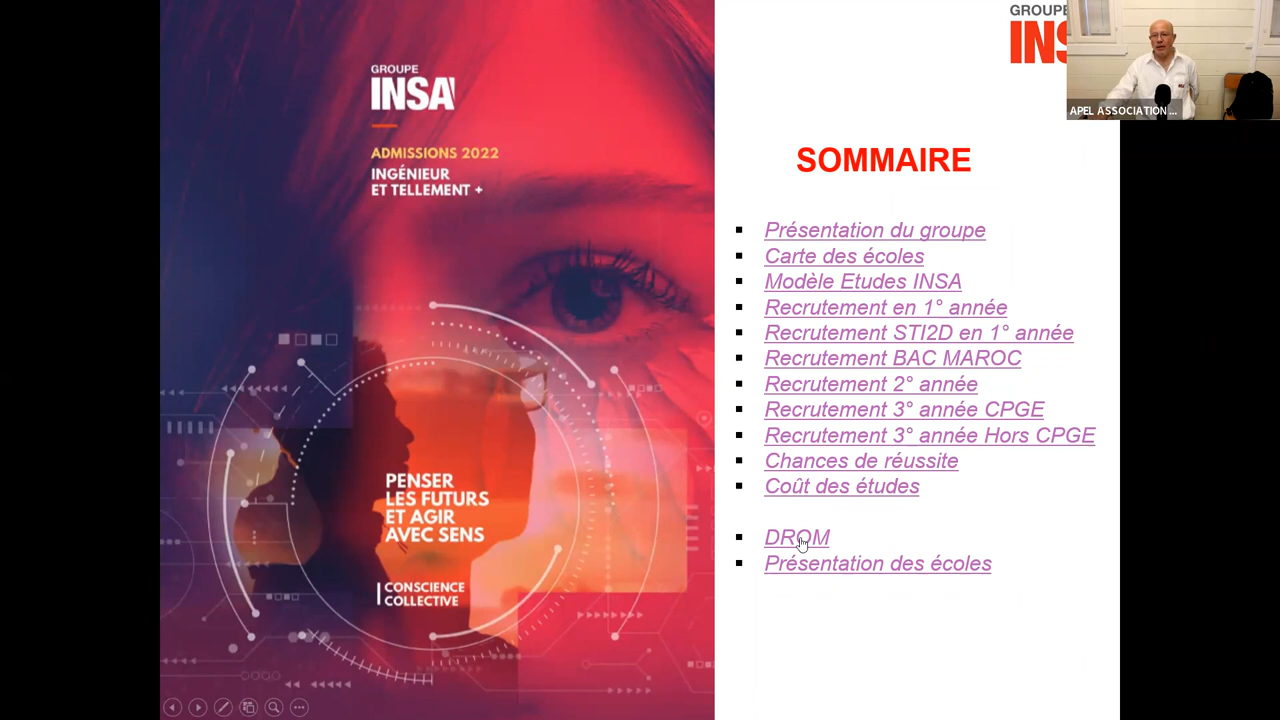 GROUPE
INSA
ADMISSIONS 2022
INGÉNIEUR
ET TELLEMENT +
PENSER
LES FUTURS
ET AGIR
AVEC SENS
CONSCIENCE
COLLECTIVE
GROUPE
INS
APEL ASSOCIATION ...
SOMMAIRE
▪ Présentation du groupe
▪ Carte des écoles
▪ Modèle Etudes INSA
▪ Recrutement en 1° année
▪ Recrutement STI2D en 1° année
▪ Recrutement BAC MAROC
▪ Recrutement 2° année
▪ Recrutement 3° année CPGE
▪ Recrutement 3° année Hors CPGE
▪ Chances de réussite
▪ Coût des études
▪ DROM
▪ Présentation des écoles